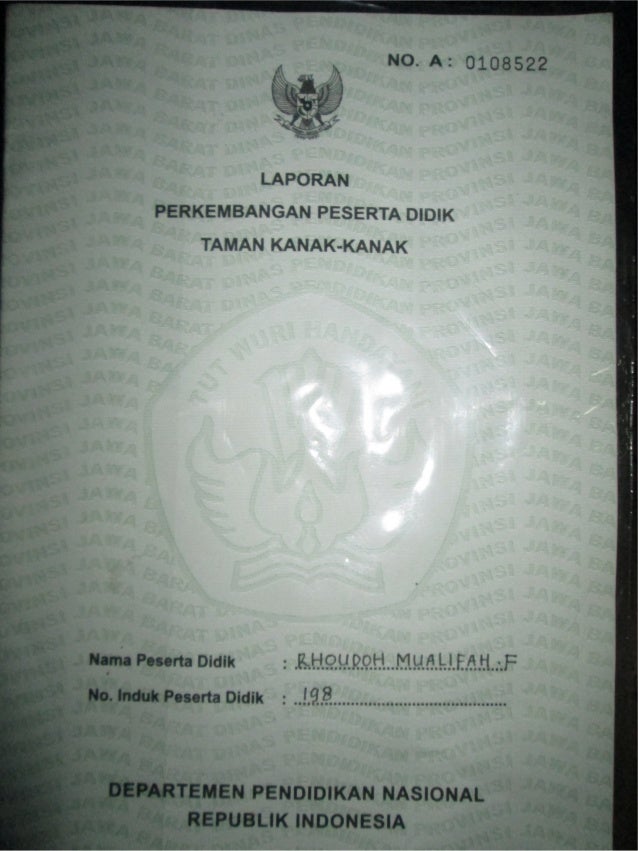 NO. A: 0108522
LAPORAN
PERKEMBANGAN PESERTA DIDIK
TAMAN KANAK-KANAK
TUT WURI HANDAYANI
Nama Peserta Didik : RHOUDOH MUALIFAH.F
No. Induk Peserta Didik : 198
DEPARTEMEN PENDIDIKAN NASIONAL
REPUBLIK INDONESIA